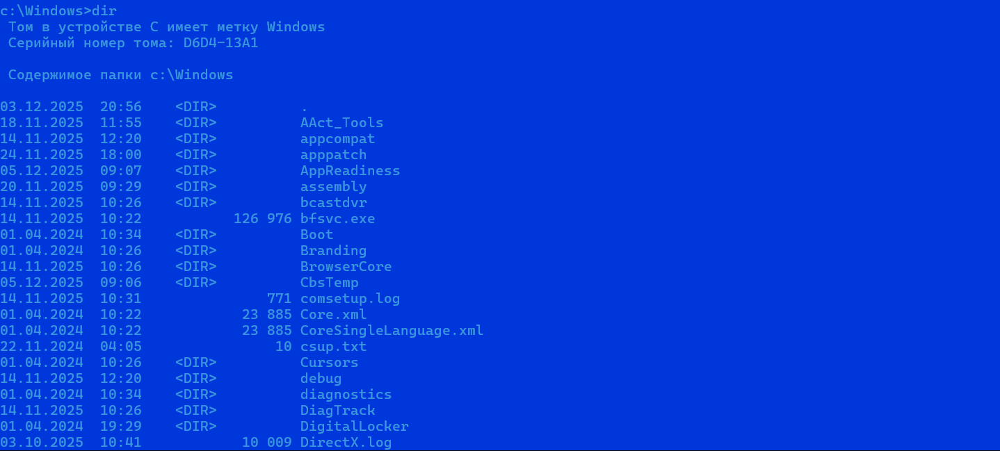 c:\Windows>dir
 Том в устройстве C имеет метку Windows
 Серийный номер тома: D6D4-13A1

 Содержимое папки c:\Windows

03.12.2025  20:56    <DIR>          .
18.11.2025  11:55    <DIR>          AAct_Tools
14.11.2025  12:20    <DIR>          appcompat
24.11.2025  18:00    <DIR>          apppatch
05.12.2025  09:07    <DIR>          AppReadiness
20.11.2025  09:29    <DIR>          assembly
14.11.2025  10:26    <DIR>          bcastdvr
14.11.2025  10:22           126 976 bfsvc.exe
01.04.2024  10:34    <DIR>          Boot
01.04.2024  10:26    <DIR>          Branding
14.11.2025  10:26    <DIR>          BrowserCore
05.12.2025  09:06    <DIR>          CbsTemp
14.11.2025  10:31               771 comsetup.log
01.04.2024  10:22            23 885 Core.xml
01.04.2024  10:22            23 885 CoreSingleLanguage.xml
22.11.2024  04:05                10 csup.txt
01.04.2024  10:26    <DIR>          Cursors
14.11.2025  12:20    <DIR>          debug
01.04.2024  10:34    <DIR>          diagnostics
14.11.2025  10:26    <DIR>          DiagTrack
01.04.2024  19:29    <DIR>          DigitalLocker
03.10.2025  10:41            10 009 DirectX.log